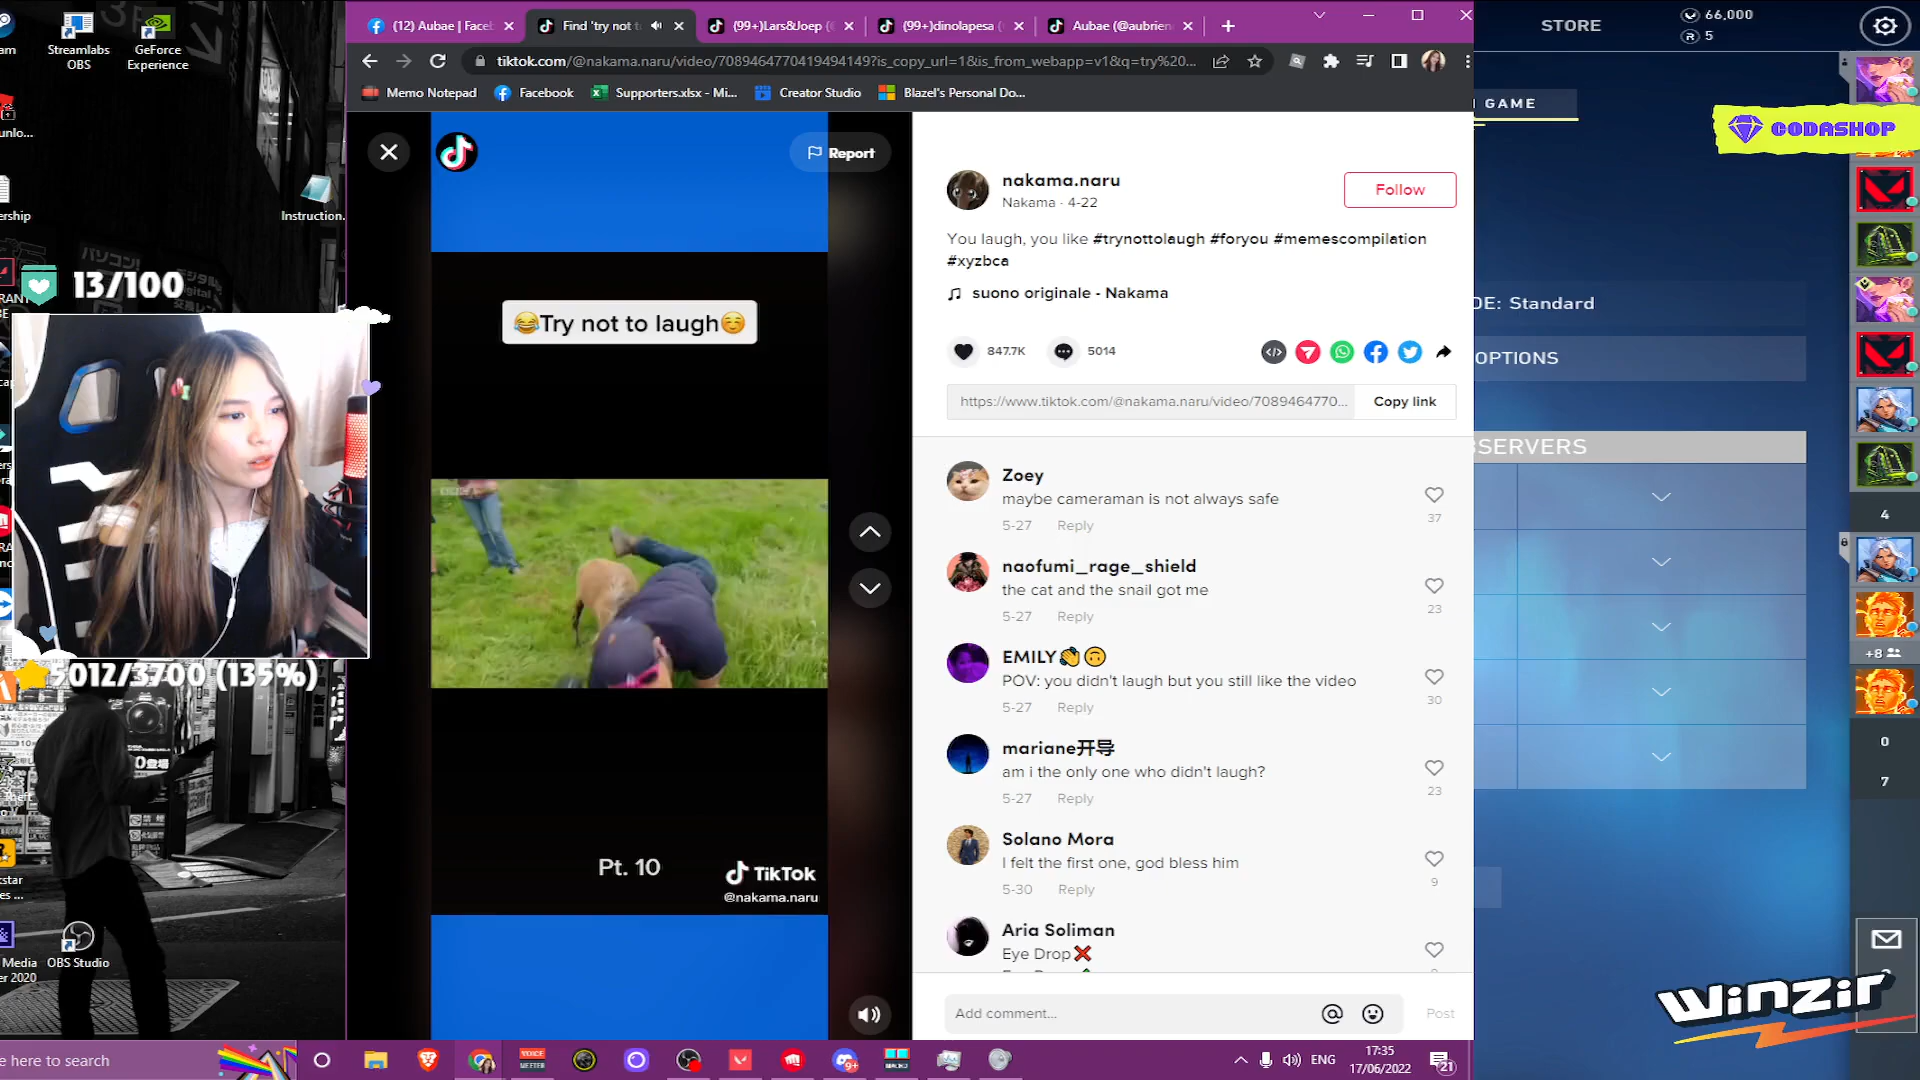 Streamlabs
OBS
GeForce
Experience
Instruction.
13/100
5012/3700 (135%)
OBS Studio
e here to search
(12) Aubae | Faceb
Find 'try not t
(99+)Lars&Joep (
(99+)dinolapesa (
Aubae (@aubrien
tiktok.com/@nakama.naru/video/7089464770419494149?is_copy_url=1&is_from_webapp=v1&q=try%20...
Memo Notepad
Facebook
Supporters.xlsx - Mi...
Creator Studio
Blazel's Personal Do...
Report
😂Try not to laugh☺️
Pt. 10
TikTok
@nakama.naru
nakama.naru
Nakama · 4-22
Follow
You laugh, you like #trynottolaugh #foryou #memescompilation
#xyzbca
suono originale - Nakama
847.7K
5014
https://www.tiktok.com/@nakama.naru/video/7089464770...
Copy link
Zoey
maybe cameraman is not always safe
5-27 Reply
37
naofumi_rage_shield
the cat and the snail got me
5-27 Reply
23
EMILY👏🙃
POV: you didn't laugh but you still like the video
5-27 Reply
30
mariane开导
am i the only one who didn't laugh?
5-27 Reply
23
Solano Mora
I felt the first one, god bless him
5-30 Reply
9
Aria Soliman
Eye Drop❌
Add comment...
Post
ENG
17:35
17/06/2022
21
STORE
66,000
5
GAME
CODASHOP
DE: Standard
OPTIONS
SERVERS
4
+8
0
7
WINZIR